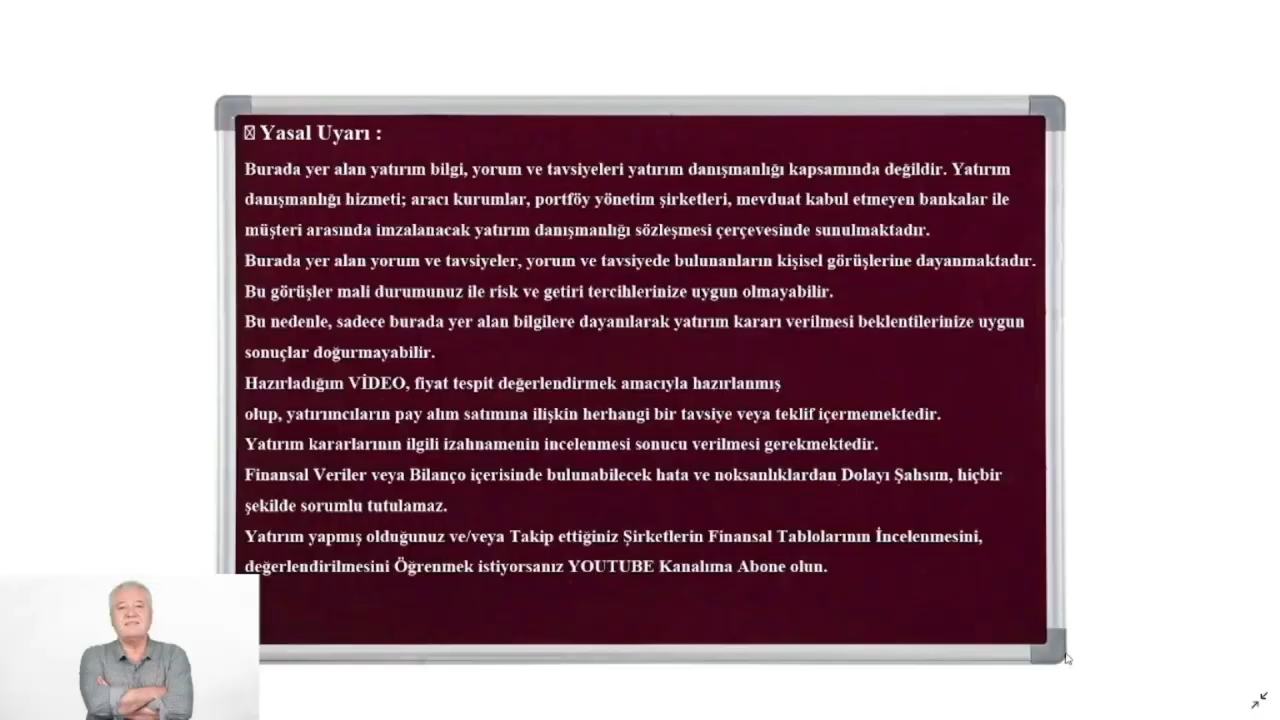 Yasal Uyarı :
Burada yer alan yatırım bilgi, yorum ve tavsiyeleri yatırım danışmanlığı kapsamında değildir. Yatırım
danışmanlığı hizmeti; aracı kurumlar, portföy yönetim şirketleri, mevduat kabul etmeyen bankalar ile
müşteri arasında imzalanacak yatırım danışmanlığı sözleşmesi çerçevesinde sunulmaktadır.
Burada yer alan yorum ve tavsiyeler, yorum ve tavsiyede bulunanların kişisel görüşlerine dayanmaktadır.
Bu görüşler mali durumunuz ile risk ve getiri tercihlerinize uygun olmayabilir.
Bu nedenle, sadece burada yer alan bilgilere dayanılarak yatırım kararı verilmesi beklentilerinize uygun
sonuçlar doğurmayabilir.
Hazırladığım VİDEO, fiyat tespit değerlendirmek amacıyla hazırlanmış
olup, yatırımcıların pay alım satımına ilişkin herhangi bir tavsiye veya teklif içermemektedir.
Yatırım kararlarının ilgili izahnamenin incelenmesi sonucu verilmesi gerekmektedir.
Finansal Veriler veya Bilanço içerisinde bulunabilecek hata ve noksanlıklardan Dolayı Şahsım, hiçbir
şekilde sorumlu tutulamaz.
Yatırım yapmış olduğunuz ve/veya Takip ettiğiniz Şirketlerin Finansal Tablolarının İncelenmesini,
değerlendirilmesini Öğrenmek istiyorsanız YOUTUBE Kanalıma Abone olun.